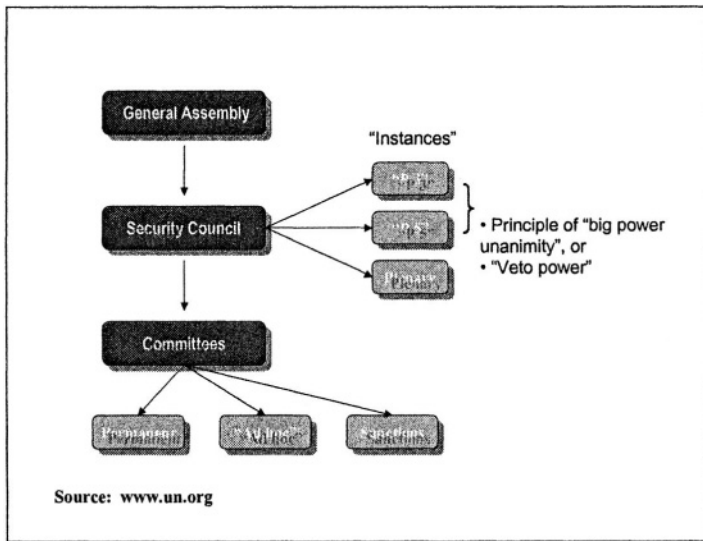 General Assembly
"Instances"
Security Council
• Principle of "big power
unanimity", or
• "Veto power"
Plenary
Committees
Permanent
"Ad hoc"
Sanctions
Source: www.un.org